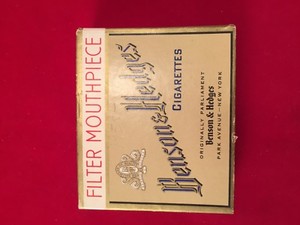 FILTER MOUTHPIECE
Benson & Hedges
CIGARETTES
ORIGINALLY PARLIAMENT
Benson & Hedges
PARK AVENUE—NEW YORK